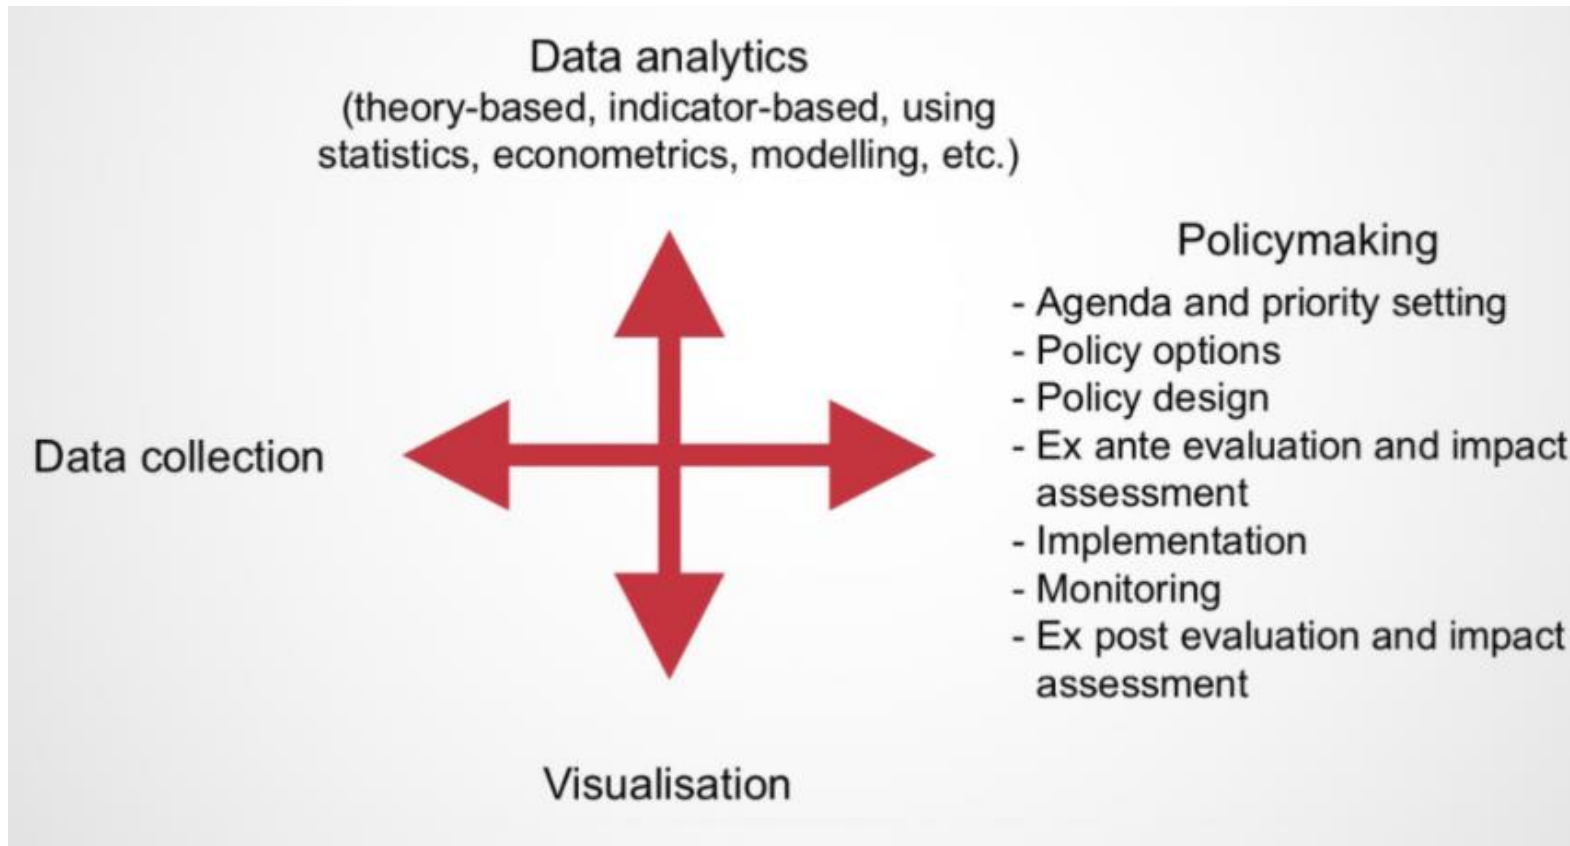 Data analytics
(theory-based, indicator-based, using
statistics, econometrics, modelling, etc.)
Policymaking
- Agenda and priority setting
- Policy options
- Policy design
- Ex ante evaluation and impact
assessment
- Implementation
- Monitoring
- Ex post evaluation and impact
assessment
Data collection
Visualisation